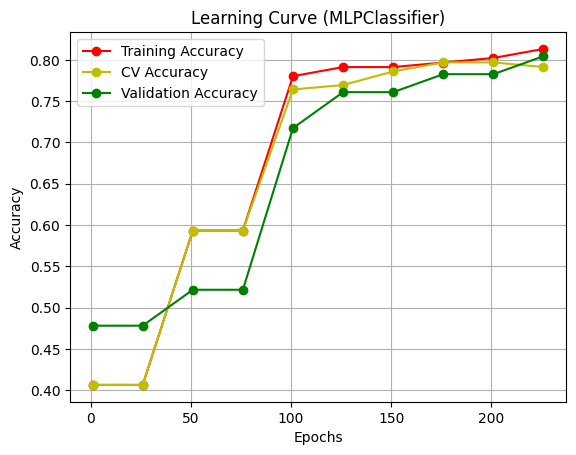 Learning Curve (MLPClassifier)
Training Accuracy
CV Accuracy
Validation Accuracy
0.80
0.75
0.70
0.65
0.60
0.55
0.50
0.45
0.40
Accuracy
0 50 100 150 200
Epochs